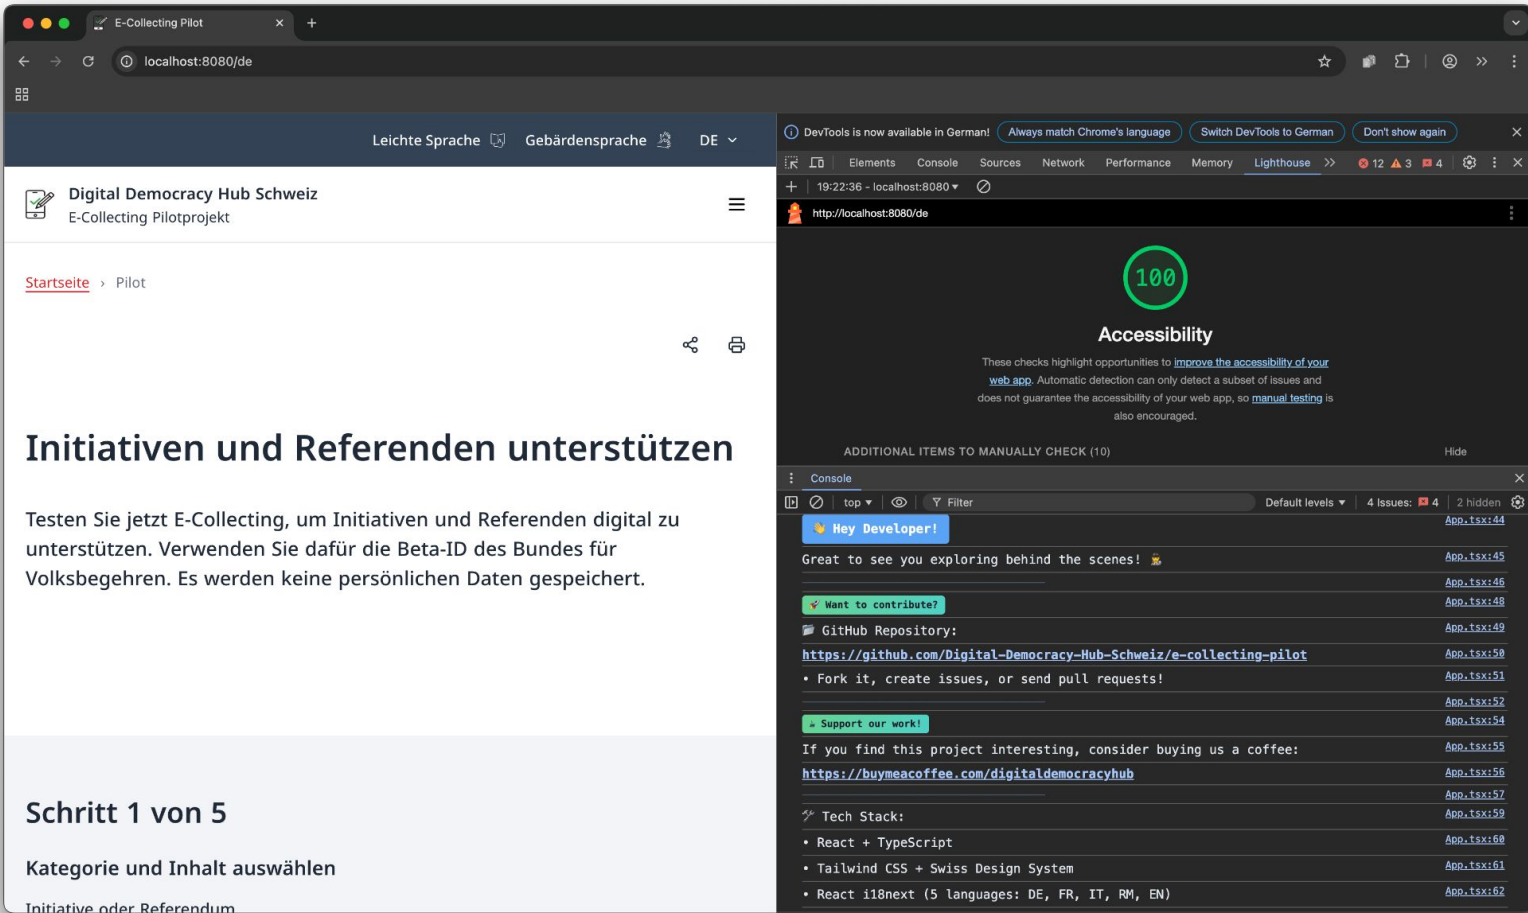 E-Collecting Pilot
localhost:8080/de
Leichte Sprache Gebärdensprache DE
Digital Democracy Hub Schweiz
E-Collecting Pilotprojekt
Startseite › Pilot
Initiativen und Referenden unterstützen
Testen Sie jetzt E-Collecting, um Initiativen und Referenden digital zu
unterstützen. Verwenden Sie dafür die Beta-ID des Bundes für
Volksbegehren. Es werden keine persönlichen Daten gespeichert.
Schritt 1 von 5
Kategorie und Inhalt auswählen
Initiative oder Referendum
DevTools is now available in German! Always match Chrome's language Switch DevTools to German Don't show again
Elements Console Sources Network Performance Memory Lighthouse 12 3 4
19:22:36 - localhost:8080
http://localhost:8080/de
100
Accessibility
These checks highlight opportunities to improve the accessibility of your
web app. Automatic detection can only detect a subset of issues and
does not guarantee the accessibility of your web app, so manual testing is
also encouraged.
ADDITIONAL ITEMS TO MANUALLY CHECK (10) Hide
Console
top Filter Default levels 4 Issues: 4 2 hidden
👋 Hey Developer! App.tsx:44
Great to see you exploring behind the scenes! App.tsx:45
App.tsx:46
🚀 Want to contribute? App.tsx:48
📂 GitHub Repository: App.tsx:49
https://github.com/Digital-Democracy-Hub-Schweiz/e-collecting-pilot App.tsx:50
• Fork it, create issues, or send pull requests! App.tsx:51
App.tsx:52
Support our work! App.tsx:54
If you find this project interesting, consider buying us a coffee: App.tsx:55
https://buymeacoffee.com/digitaldemocracyhub App.tsx:56
App.tsx:57
🛠 Tech Stack: App.tsx:59
• React + TypeScript App.tsx:60
• Tailwind CSS + Swiss Design System App.tsx:61
• React i18next (5 languages: DE, FR, IT, RM, EN) App.tsx:62